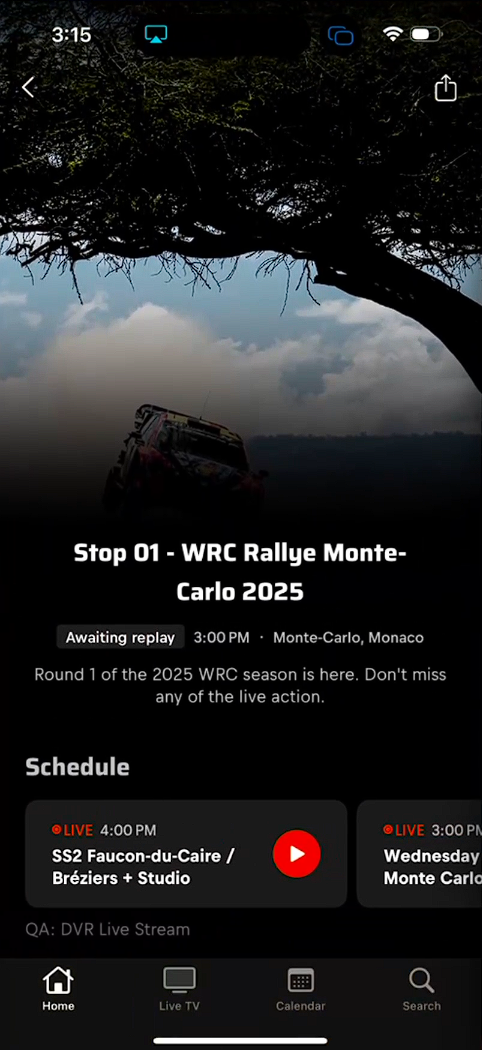 3:15
Stop 01 - WRC Rallye Monte-
Carlo 2025
Awaiting replay 3:00 PM · Monte-Carlo, Monaco
Round 1 of the 2025 WRC season is here. Don't miss
any of the live action.
Schedule
LIVE 4:00 PM
SS2 Faucon-du-Caire /
Bréziers + Studio
LIVE 3:00 PM
Wednesday
Monte Carlo
QA: DVR Live Stream
Home
Live TV
Calendar
Search